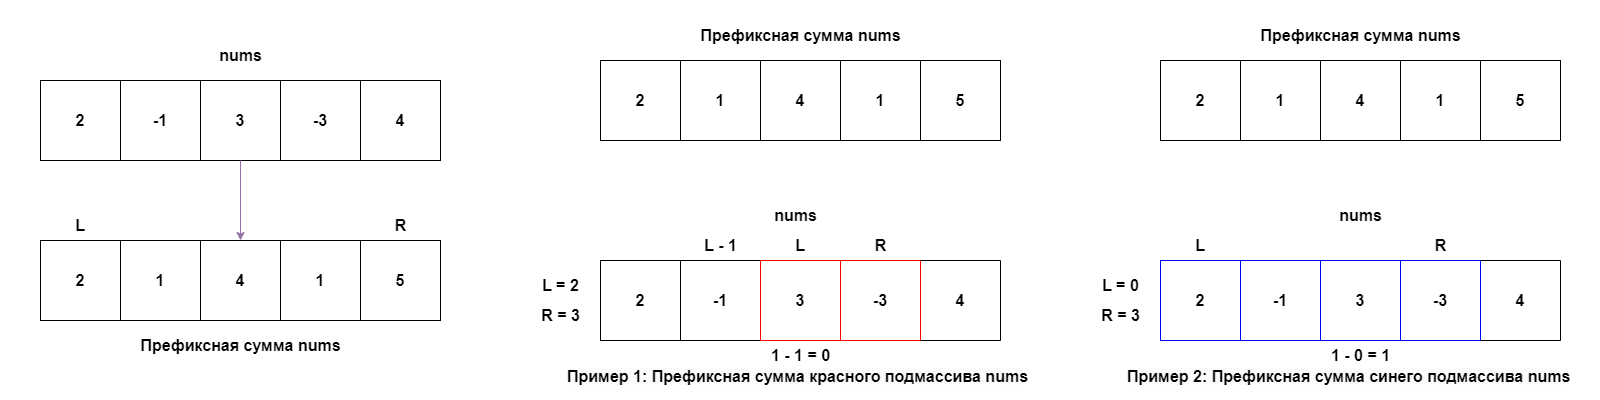 nums
2 -1 3 -3 4
L R
2 1 4 1 5
Префиксная сумма nums
Префиксная сумма nums
2 1 4 1 5
nums
L - 1 L R
L = 2
R = 3
2 -1 3 -3 4
1 - 1 = 0
Пример 1: Префиксная сумма красного подмассива nums
Префиксная сумма nums
2 1 4 1 5
nums
L R
L = 0
R = 3
2 -1 3 -3 4
1 - 0 = 1
Пример 2: Префиксная сумма синего подмассива nums